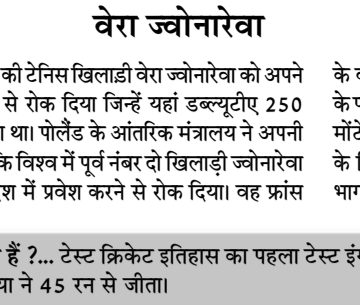 वेरा ज्वोनारेवा
की टेनिस खिलाड़ी वेरा ज्वोनारेवा को अपने
से रोक दिया जिन्हें यहां डब्ल्यूटीए 250
था। पोलैंड के आंतरिक मंत्रालय ने अपनी
कि विश्व में पूर्व नंबर दो खिलाड़ी ज्वोनारेवा
में प्रवेश करने से रोक दिया। वह फ्रांस
के
के
के
हैं ?... टेस्ट क्रिकेट इतिहास का पहला टेस्ट
ने 45 रन से जीता।